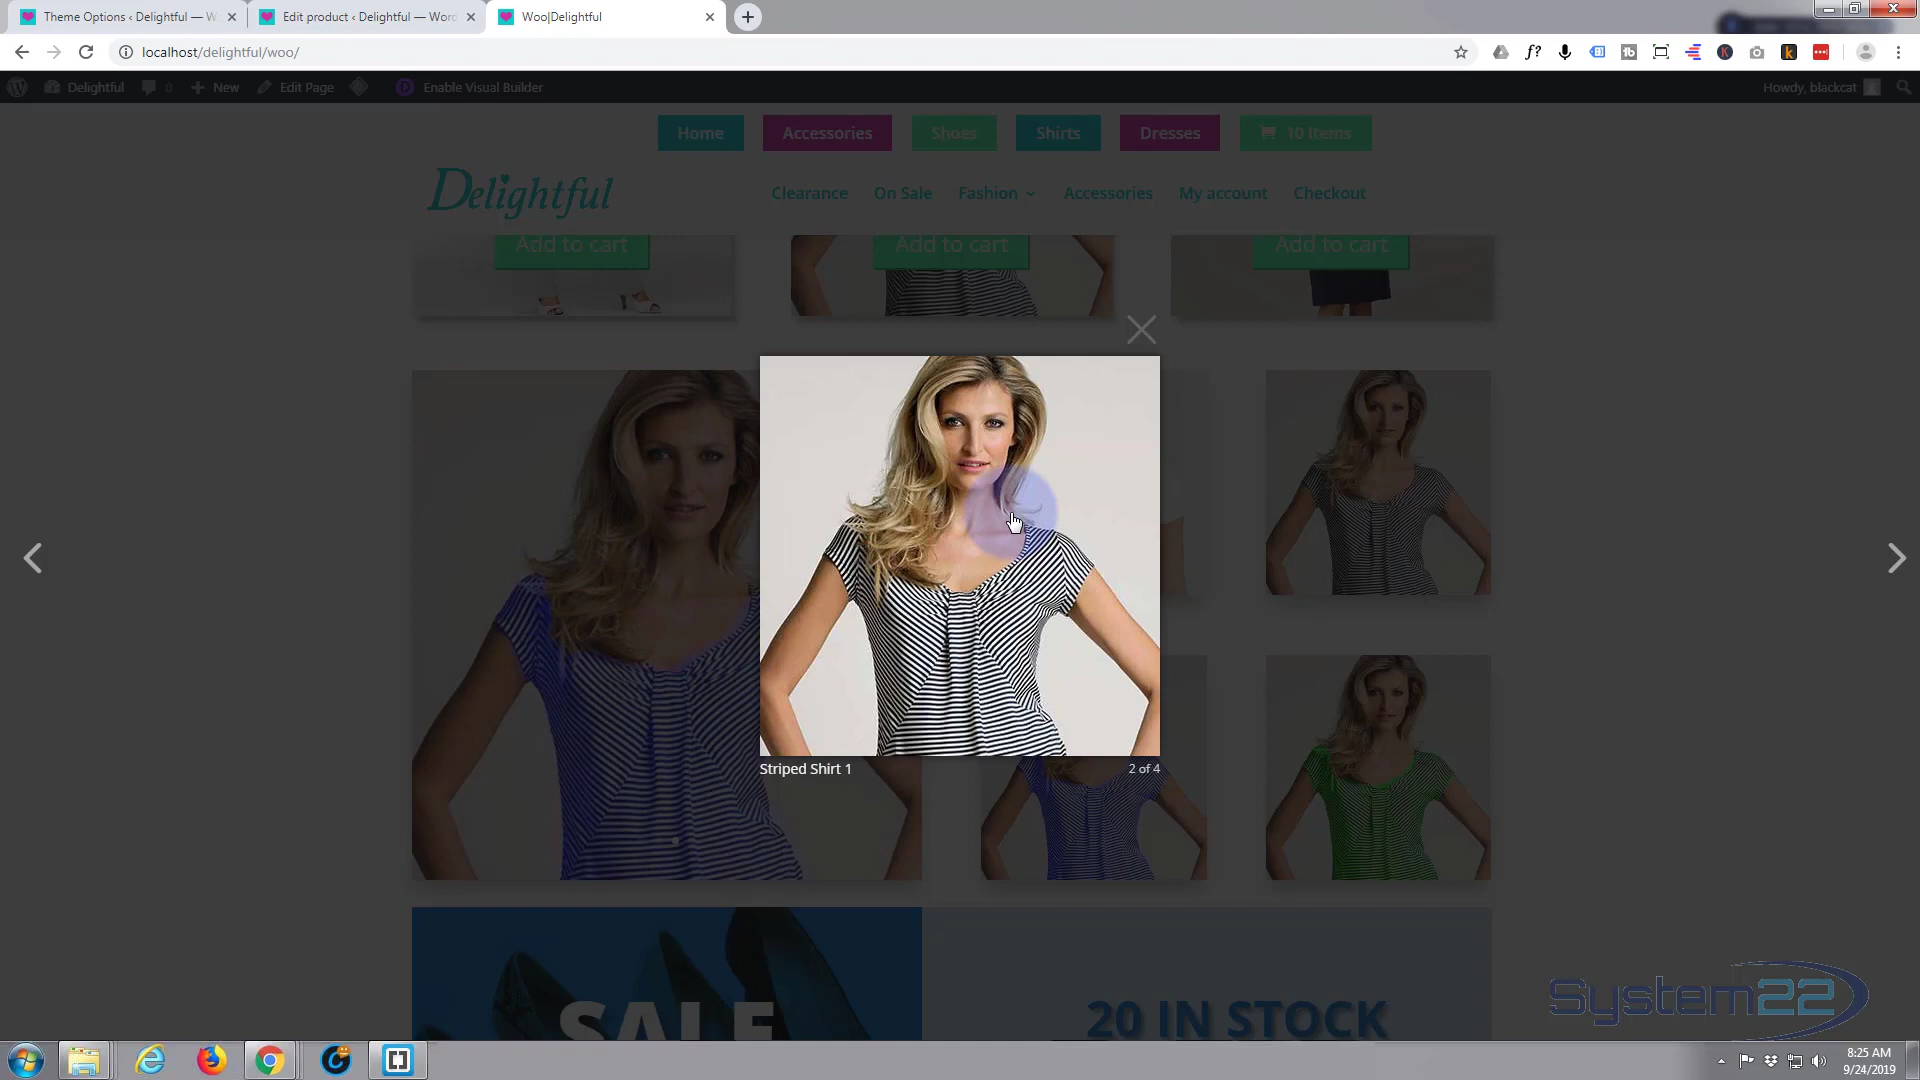 Theme Options ‹ Delightful — W
Edit product ‹ Delightful — Word
Woo|Delightful
localhost/delightful/woo/
Delightful
0
New
Edit Page
Enable Visual Builder
Howdy, blackcat
Home
Accessories
Shoes
Shirts
Dresses
10 Items
Delightful
Clearance
On Sale
Fashion
Accessories
My account
Checkout
Add to cart
Add to cart
Add to cart
Striped Shirt 1
2 of 4
SALE
20 IN STOCK
System22
8:25 AM
9/24/2019